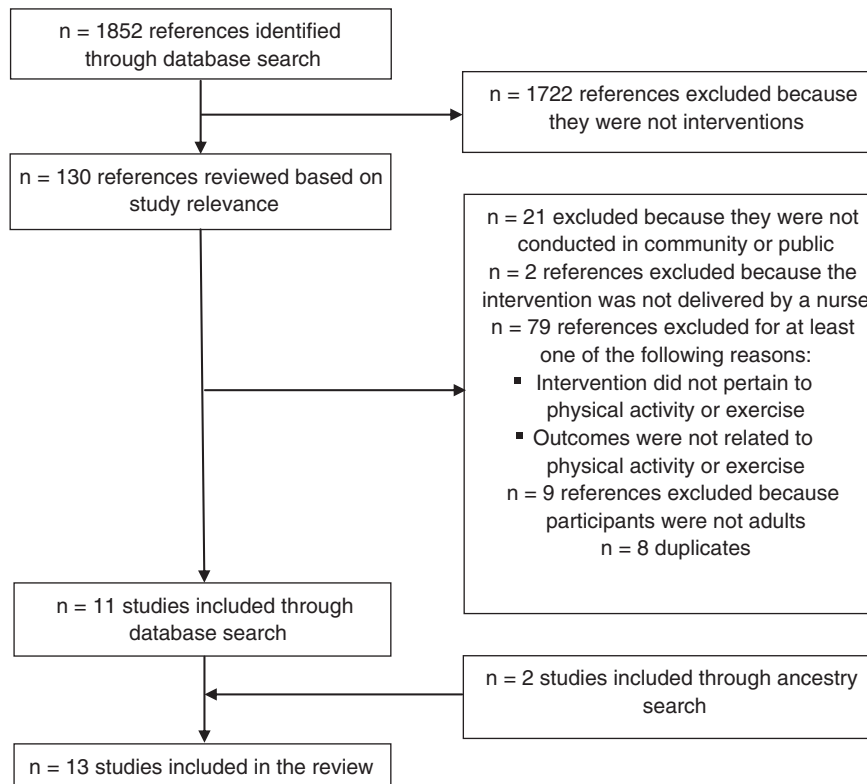 n = 1852 references identified
through database search
n = 1722 references excluded because
they were not interventions
n = 130 references reviewed based on
study relevance
n = 21 excluded because they were not
conducted in community or public
n = 2 references excluded because the
intervention was not delivered by a nurse
n = 79 references excluded for at least
one of the following reasons:
▪ Intervention did not pertain to
physical activity or exercise
▪ Outcomes were not related to
physical activity or exercise
n = 9 references excluded because
participants were not adults
n = 8 duplicates
n = 11 studies included through
database search
n = 2 studies included through ancestry
search
n = 13 studies included in the review